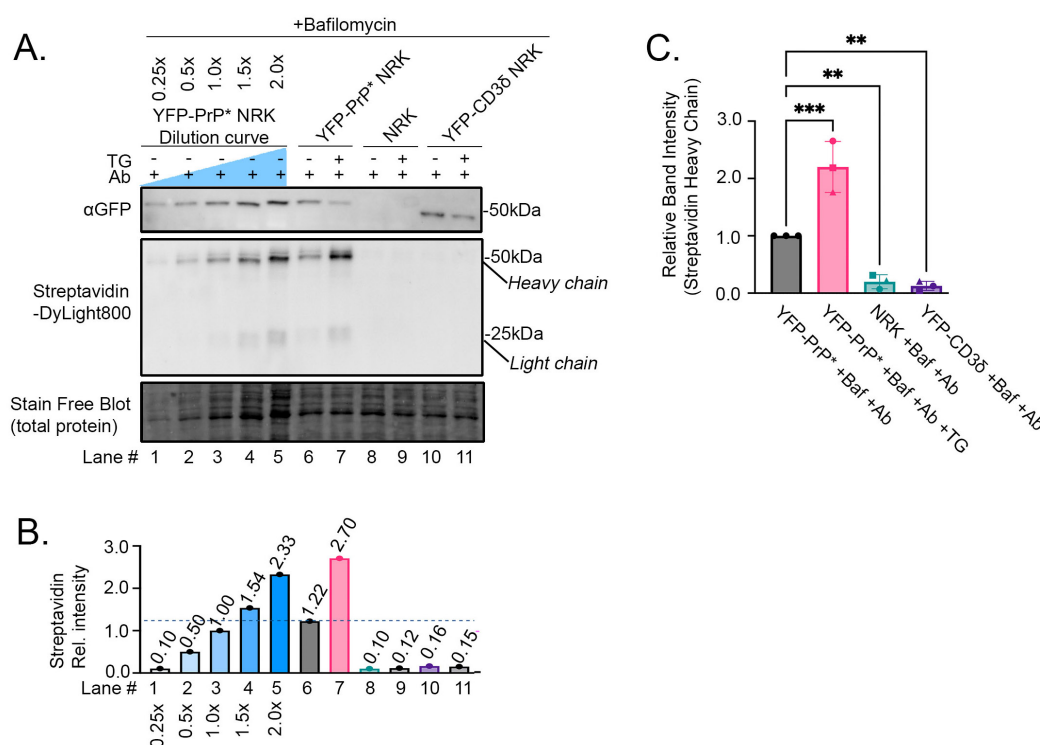 A.
+Bafilomycin
0.25x
0.5x
1.0x
1.5x
2.0x
YFP-PrP* NRK
Dilution curve
YFP-PrP* NRK
NRK
YFP-CD3δ NRK
TG - - - - - - + - + - +
Ab + + + + + + + + + + +
αGFP
-50kDa
Streptavidin
-DyLight800
-50kDa
Heavy chain
-25kDa
Light chain
Stain Free Blot
(total protein)
Lane # 1 2 3 4 5 6 7 8 9 10 11
B.
Streptavidin
Rel. intensity
3.0
2.0
1.0
0.0
0.10
0.50
1.00
1.54
2.33
1.22
2.70
0.10
0.12
0.16
0.15
Lane # 1 2 3 4 5 6 7 8 9 10 11
0.25x
0.5x
1.0x
1.5x
2.0x
C.
Relative Band Intensity
(Streptavidin Heavy Chain)
3.0
2.0
1.0
0.0
**
**
***
YFP-PrP* +Baf +Ab
YFP-PrP* +Baf +Ab +TG
NRK +Baf +Ab
YFP-CD3δ +Baf +Ab